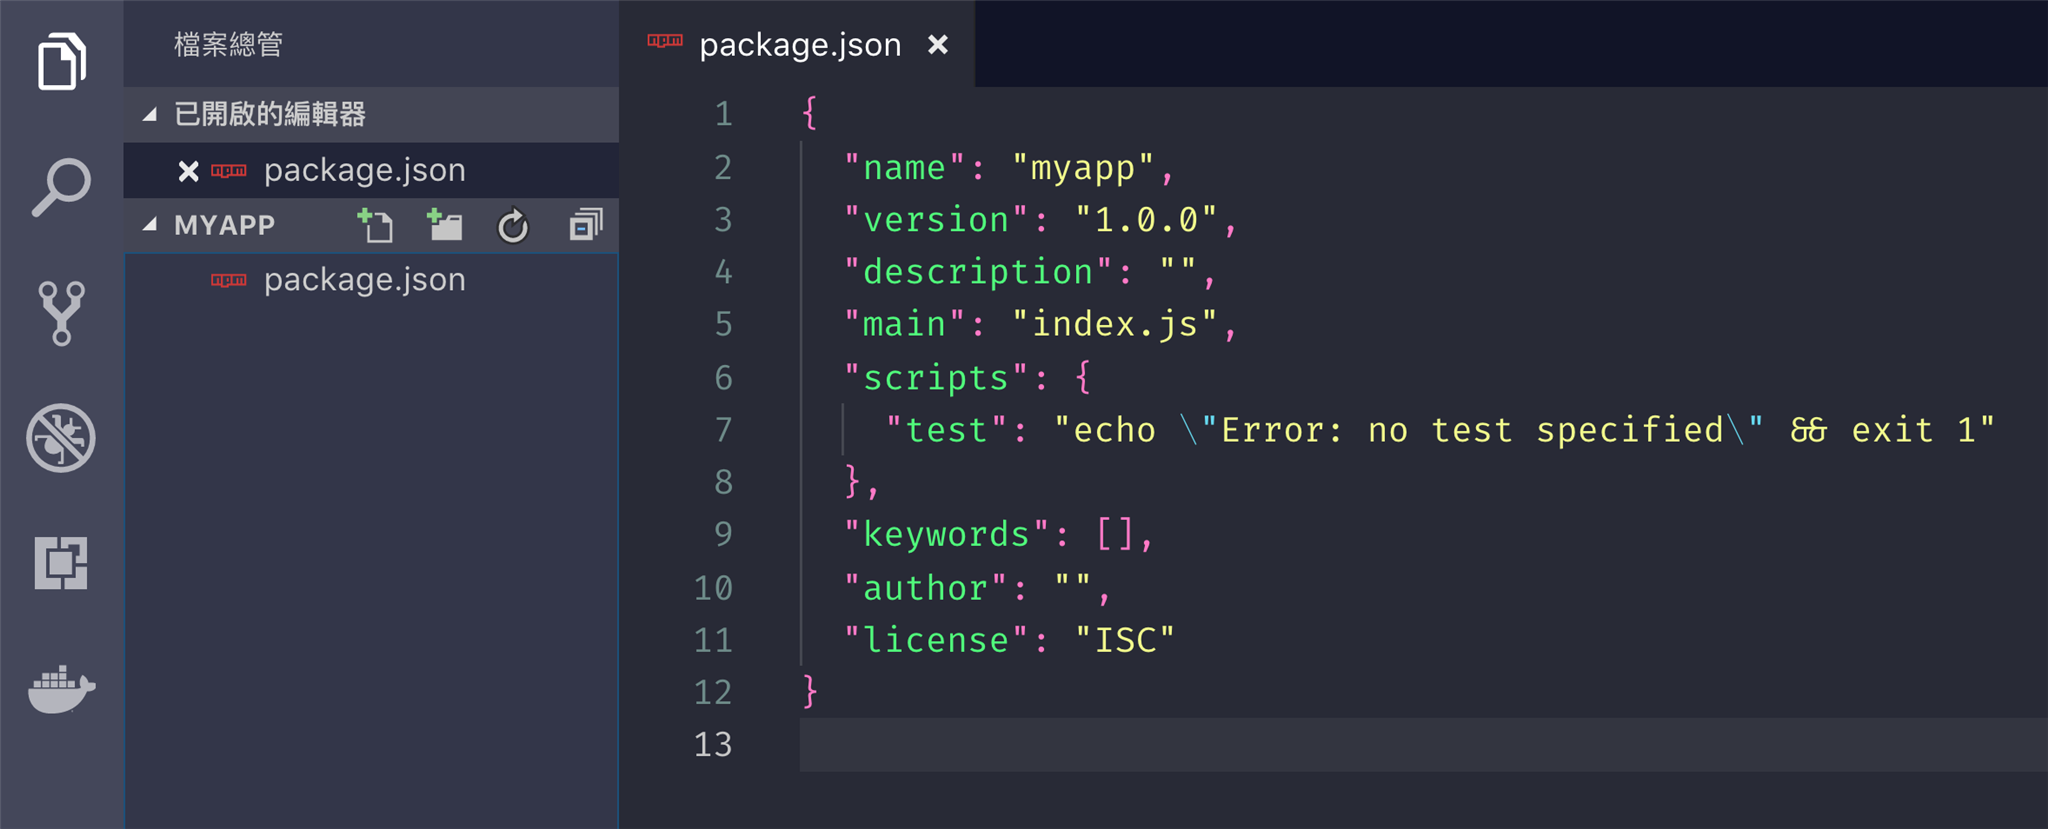 檔案總管
已開啟的編輯器
package.json
MYAPP
package.json
package.json
1 {
2   "name": "myapp",
3   "version": "1.0.0",
4   "description": "",
5   "main": "index.js",
6   "scripts": {
7     "test": "echo \"Error: no test specified\" && exit 1"
8   },
9   "keywords": [],
10   "author": "",
11   "license": "ISC"
12 }
13